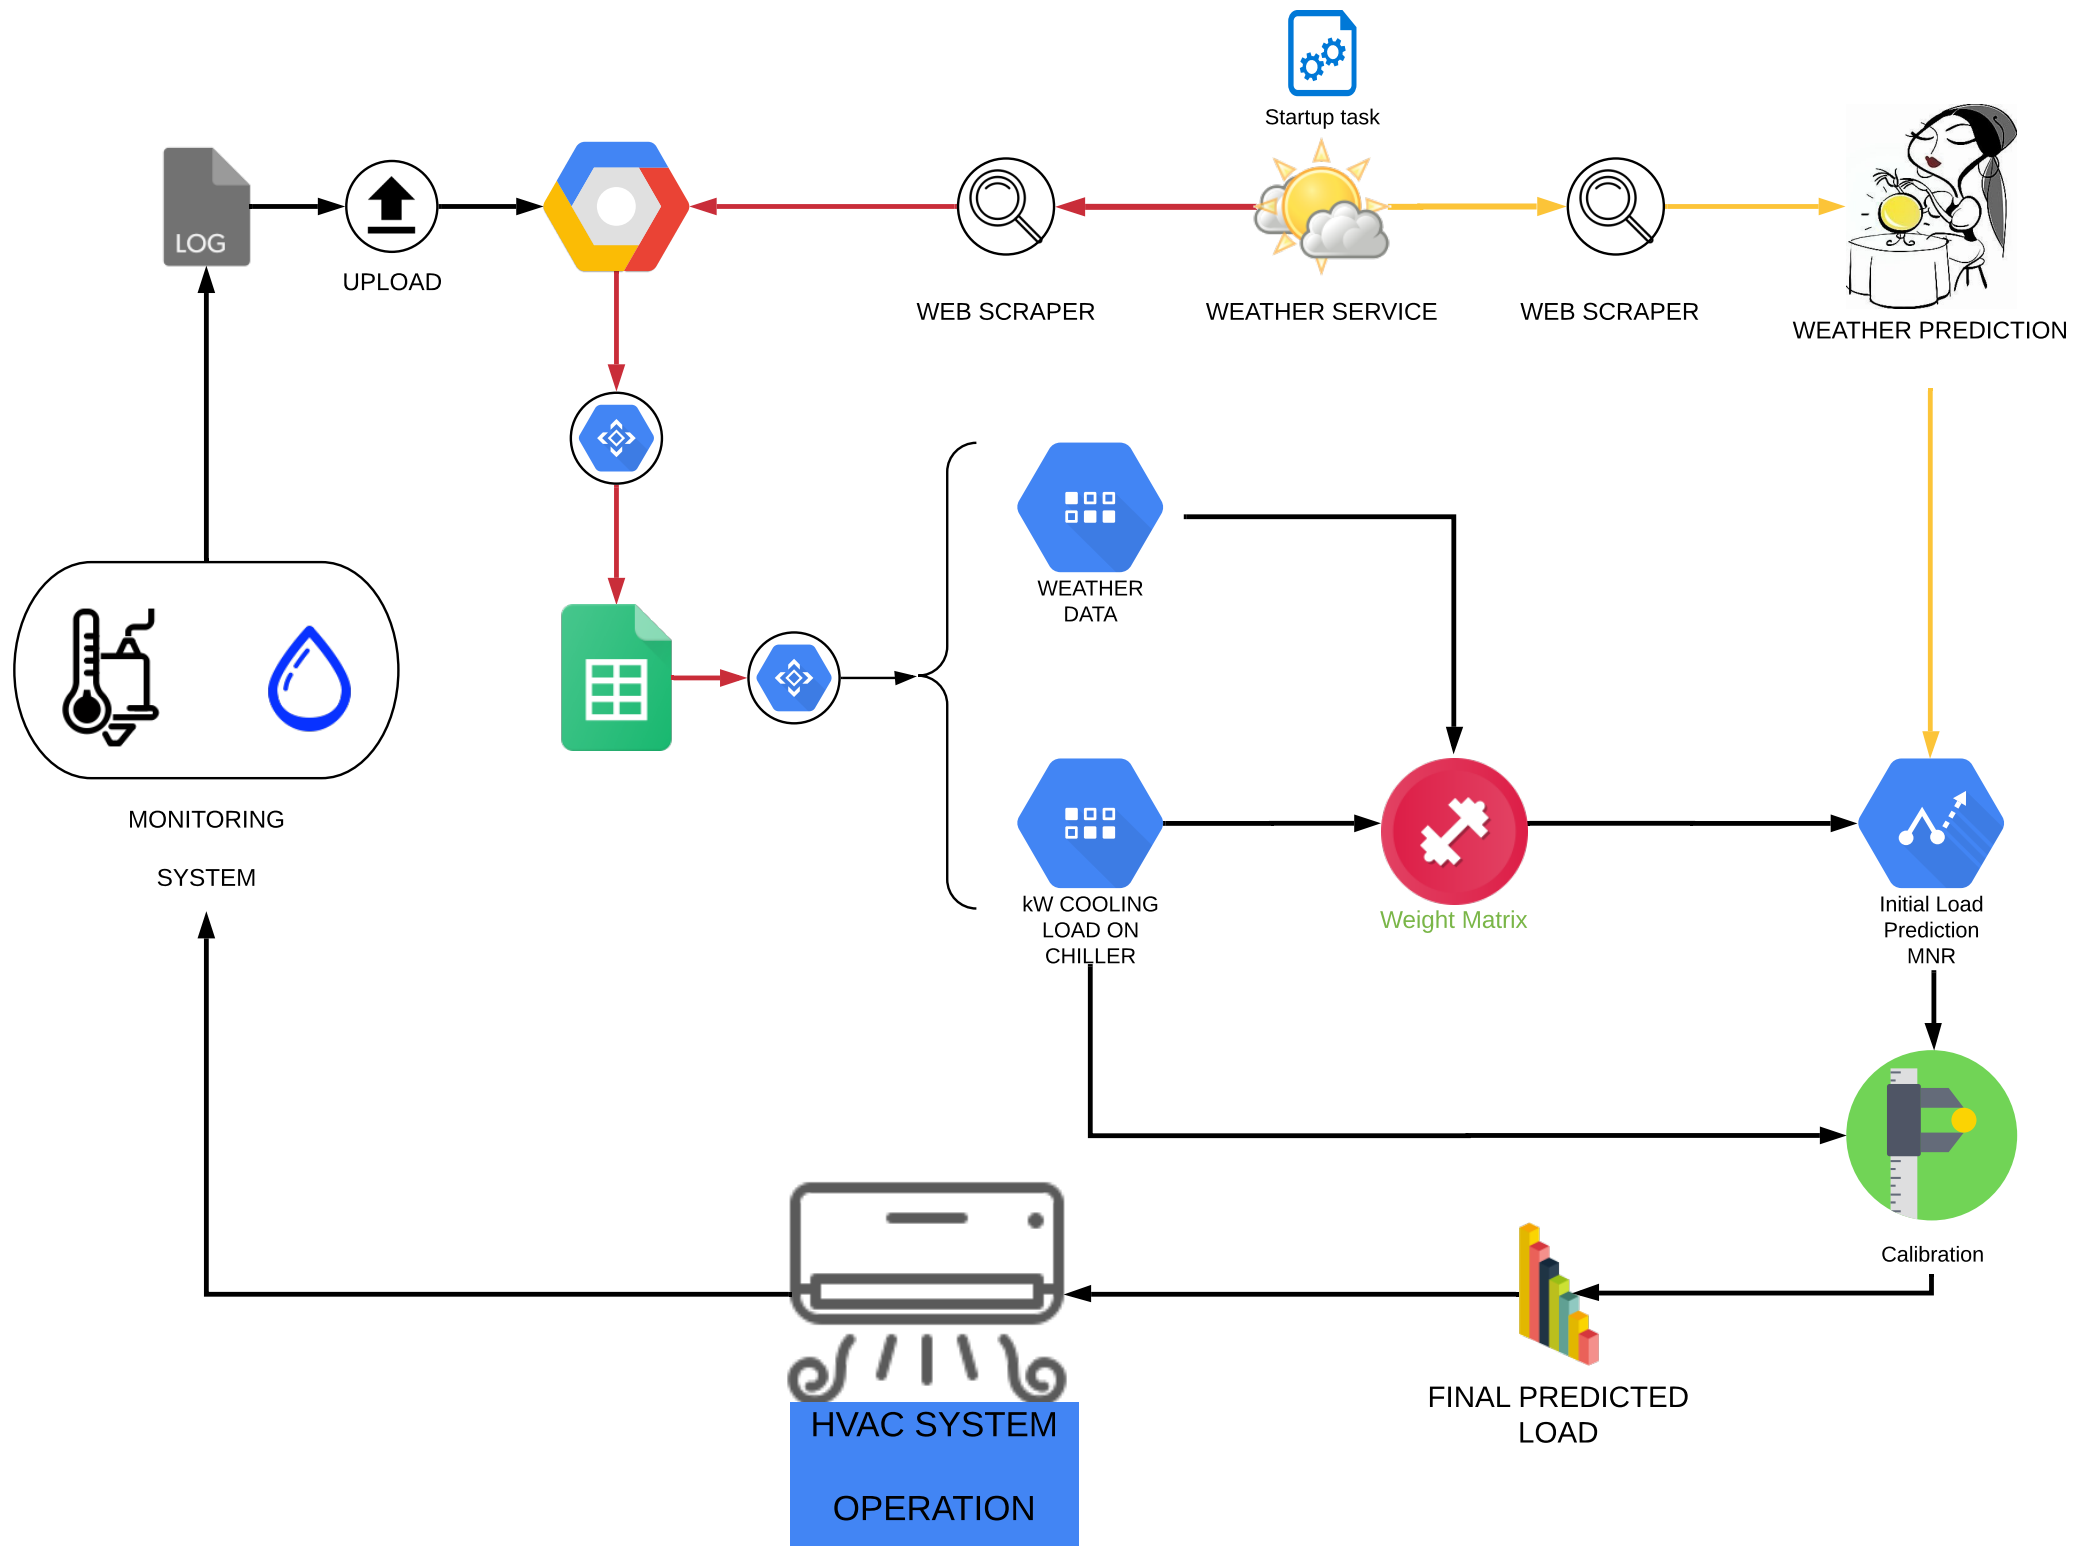 Startup task
LOG
UPLOAD
WEB SCRAPER
WEATHER SERVICE
WEB SCRAPER
WEATHER PREDICTION
WEATHER
DATA
MONITORING
SYSTEM
kW COOLING
LOAD ON
CHILLER
Weight Matrix
Initial Load
Prediction
MNR
Calibration
FINAL PREDICTED
LOAD
HVAC SYSTEM
OPERATION